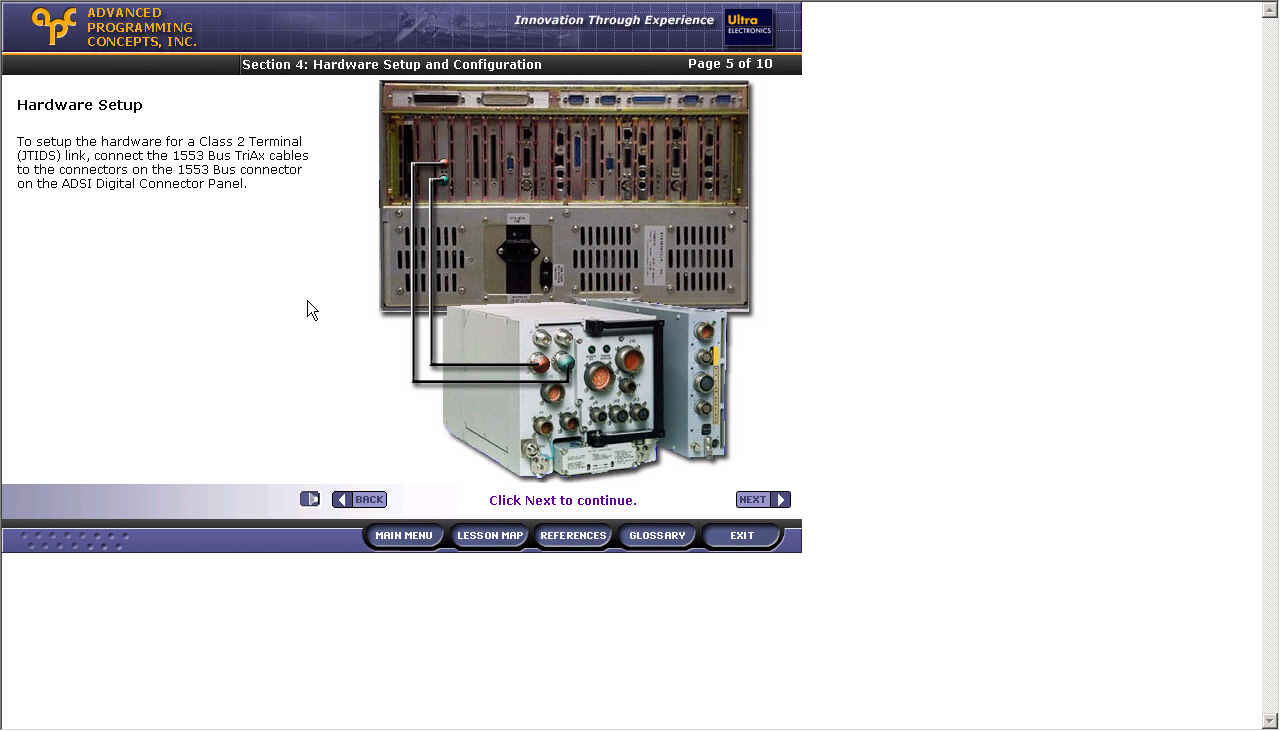 ADVANCED
PROGRAMMING
CONCEPTS, INC.
Innovation Through Experience
Ultra
ELECTRONICS
Section 4: Hardware Setup and Configuration
Page 5 of 10
Hardware Setup
To setup the hardware for a Class 2 Terminal
(JTIDS) link, connect the 1553 Bus TriAx cables
to the connectors on the 1553 Bus connector
on the ADSI Digital Connector Panel.
BACK
Click Next to continue.
NEXT
MAIN MENU
LESSON MAP
REFERENCES
GLOSSARY
EXIT